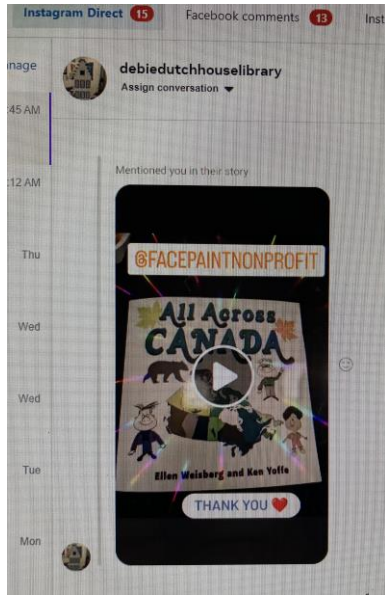 Instagram Direct 15 Facebook comments 13 Inst
nage
debiedutchhouselibrary
Assign conversation
:45 AM
:12 AM
Mentioned you in their story
Thu
@FACEPAINTNONPROFIT
All Across
CANADA
Wed
Wed
Tue
Ellen Weisberg and Ken Yoffe
THANK YOU ❤️
Mon